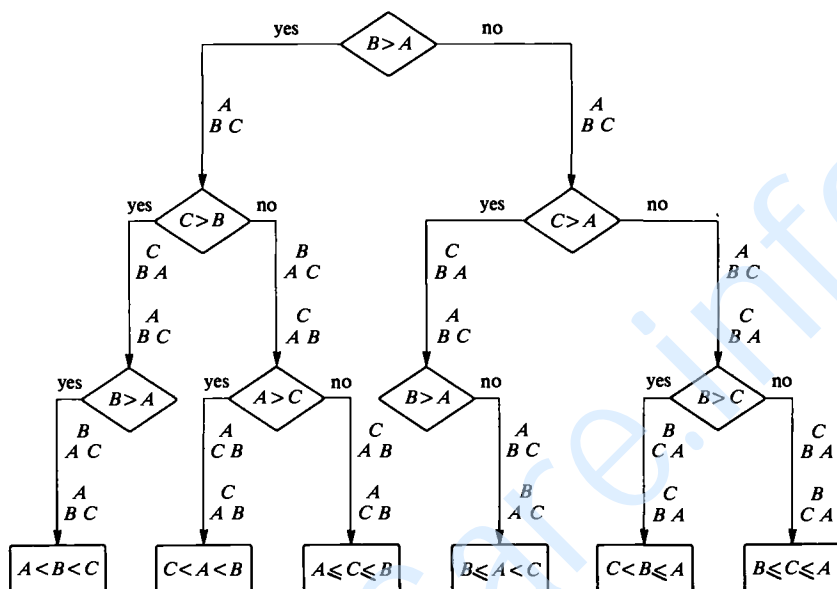 yes B > A no
A A
B C B C
yes C > B no yes C > A no
C B C A
B A A C B A B C
A C A C
B C A B B C B A
yes B > A yes A > C no B > A no yes B > C no
B A C A B C
A C C B A B B C C A B A
A C A B C B
B C A B C B A C B A C A
A < B < C C < A < B A ⩽ C ⩽ B B ⩽ A < C C < B ⩽ A B ⩽ C ⩽ A